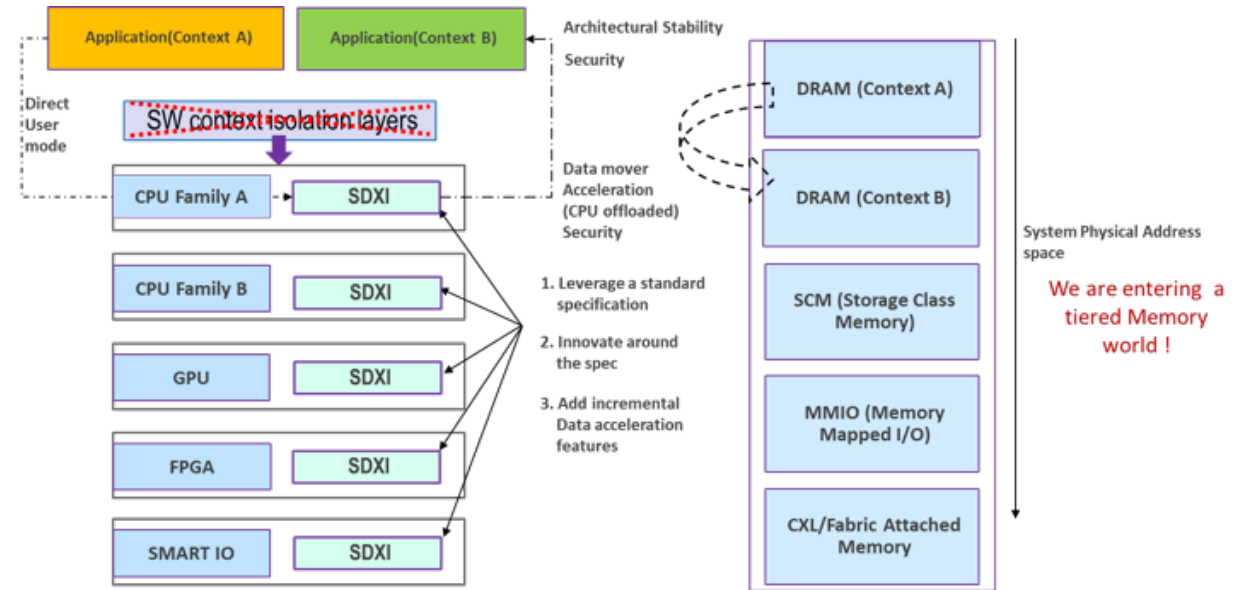 Application(Context A)
Application(Context B)
Architectural Stability
Security
Direct
User
mode
SW context isolation layers
CPU Family A
SDXI
Data mover
Acceleration
(CPU offloaded)
Security
CPU Family B
SDXI
1. Leverage a standard
specification
GPU
SDXI
2. Innovate around
the spec
3. Add incremental
Data acceleration
features
FPGA
SDXI
SMART IO
SDXI
DRAM (Context A)
DRAM (Context B)
SCM (Storage Class
Memory)
MMIO (Memory
Mapped I/O)
CXL/Fabric Attached
Memory
System Physical Address
space
We are entering a
tiered Memory
world !